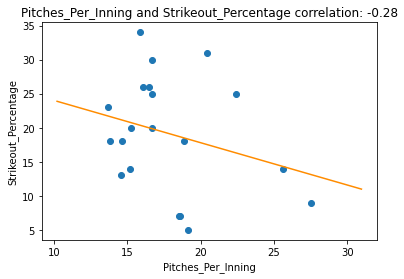 Pitches_Per_Inning and Strikeout_Percentage correlation: -0.28
35
30
25
20
15
10
5
Strikeout_Percentage
10 15 20 25 30
Pitches_Per_Inning